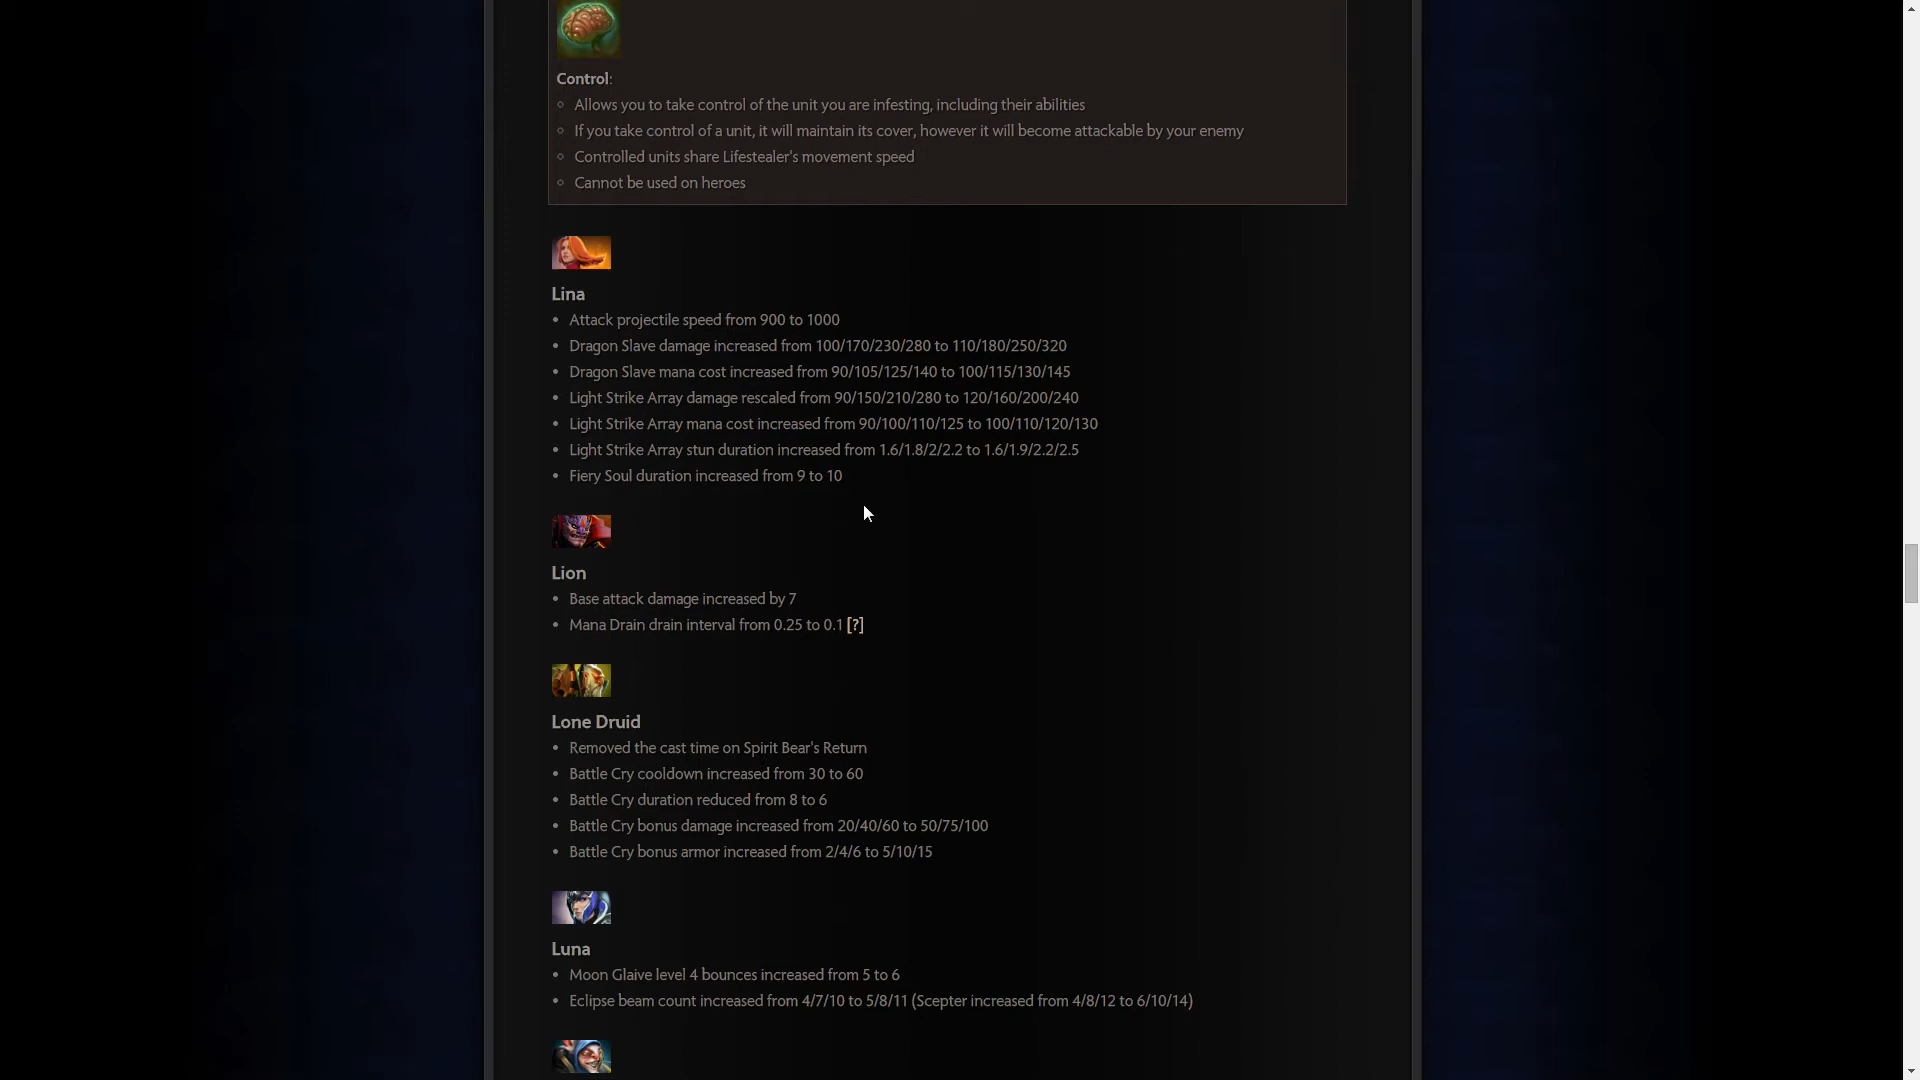 Control:
Allows you to take control of the unit you are infesting, including their abilities
If you take control of a unit, it will maintain its cover, however it will become attackable by your enemy
Controlled units share Lifestealer's movement speed
Cannot be used on heroes
Lina
• Attack projectile speed from 900 to 1000
• Dragon Slave damage increased from 100/170/230/280 to 110/180/250/320
• Dragon Slave mana cost increased from 90/105/125/140 to 100/115/130/145
• Light Strike Array damage rescaled from 90/150/210/280 to 120/160/200/240
• Light Strike Array mana cost increased from 90/100/110/125 to 100/110/120/130
• Light Strike Array stun duration increased from 1.6/1.8/2/2.2 to 1.6/1.9/2.2/2.5
• Fiery Soul duration increased from 9 to 10
Lion
• Base attack damage increased by 7
• Mana Drain drain interval from 0.25 to 0.1 [?]
Lone Druid
• Removed the cast time on Spirit Bear's Return
• Battle Cry cooldown increased from 30 to 60
• Battle Cry duration reduced from 8 to 6
• Battle Cry bonus damage increased from 20/40/60 to 50/75/100
• Battle Cry bonus armor increased from 2/4/6 to 5/10/15
Luna
• Moon Glaive level 4 bounces increased from 5 to 6
• Eclipse beam count increased from 4/7/10 to 5/8/11 (Scepter increased from 4/8/12 to 6/10/14)